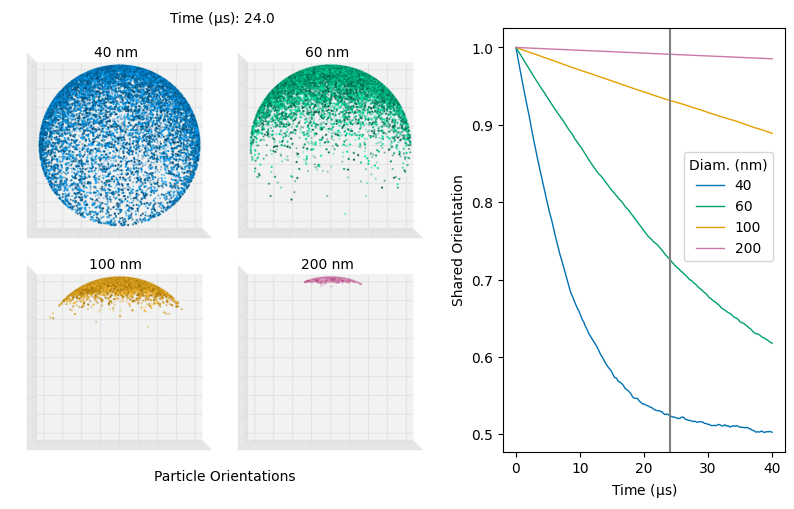 Time (µs): 24.0
40 nm
60 nm
100 nm
200 nm
Particle Orientations
Shared Orientation
1.0
0.9
0.8
0.7
0.6
0.5
Diam. (nm)
40
60
100
200
0
10
20
30
40
Time (µs)